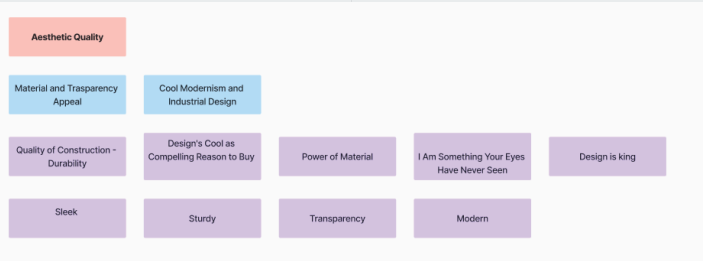 Aesthetic Quality
Material and Trasparency
Appeal
Cool Modernism and
Industrial Design
Quality of Construction -
Durability
Design's Cool as
Compelling Reason to Buy
Power of Material
I Am Something Your Eyes
Have Never Seen
Design is king
Sleek
Sturdy
Transparency
Modern